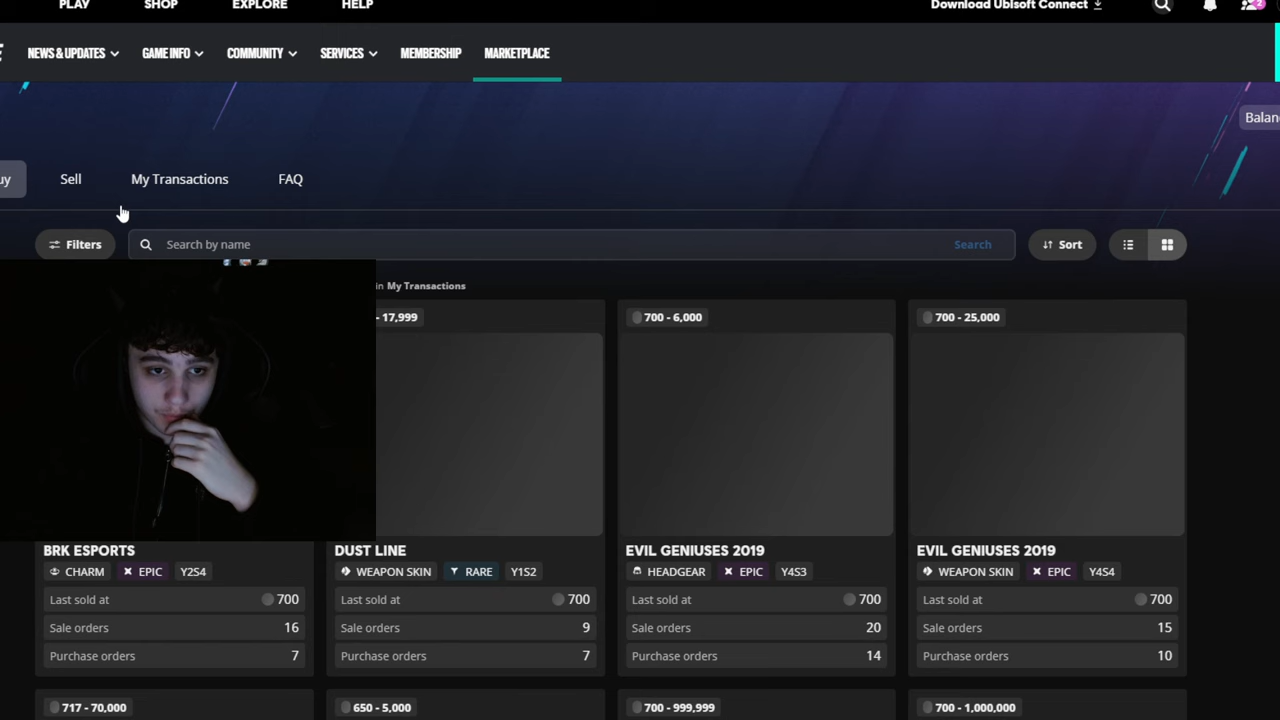 PLAY SHOP EXPLORE HELP Download Ubisoft Connect 2
NEWS & UPDATES GAME INFO COMMUNITY SERVICES MEMBERSHIP MARKETPLACE
Sell My Transactions FAQ
Filters Search by name Search Sort
in My Transactions
- 17,999 700 - 6,000 700 - 25,000
BRK ESPORTS
CHARM EPIC Y2S4
Last sold at 700
Sale orders 16
Purchase orders 7
DUST LINE
WEAPON SKIN RARE Y1S2
Last sold at 700
Sale orders 9
Purchase orders 7
EVIL GENIUSES 2019
HEADGEAR EPIC Y4S3
Last sold at 700
Sale orders 20
Purchase orders 14
EVIL GENIUSES 2019
WEAPON SKIN EPIC Y4S4
Last sold at 700
Sale orders 15
Purchase orders 10
717 - 70,000 650 - 5,000 700 - 999,999 700 - 1,000,000